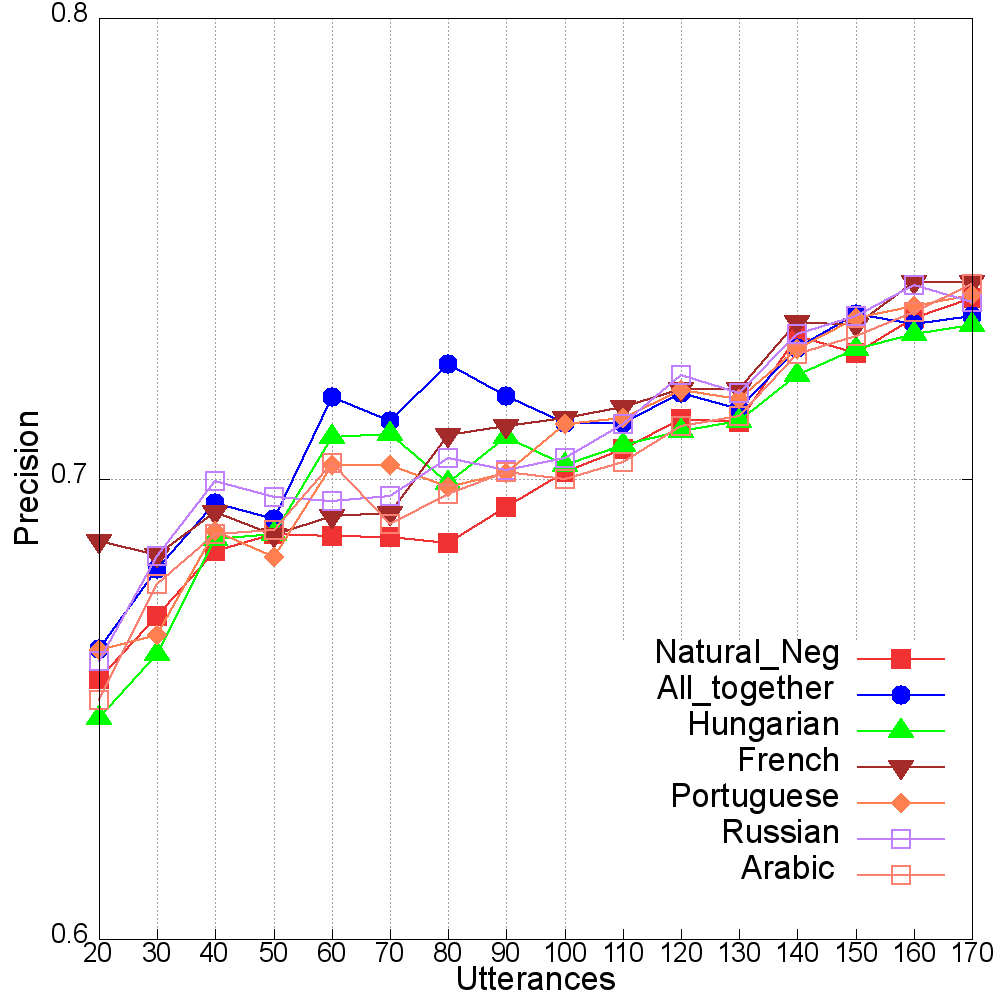 0.8
0.7
0.6
Precision
Natural_Neg
All_together
Hungarian
French
Portuguese
Russian
Arabic
20 30 40 50 60 70 80 90 100 110 120 130 140 150 160 170
Utterances